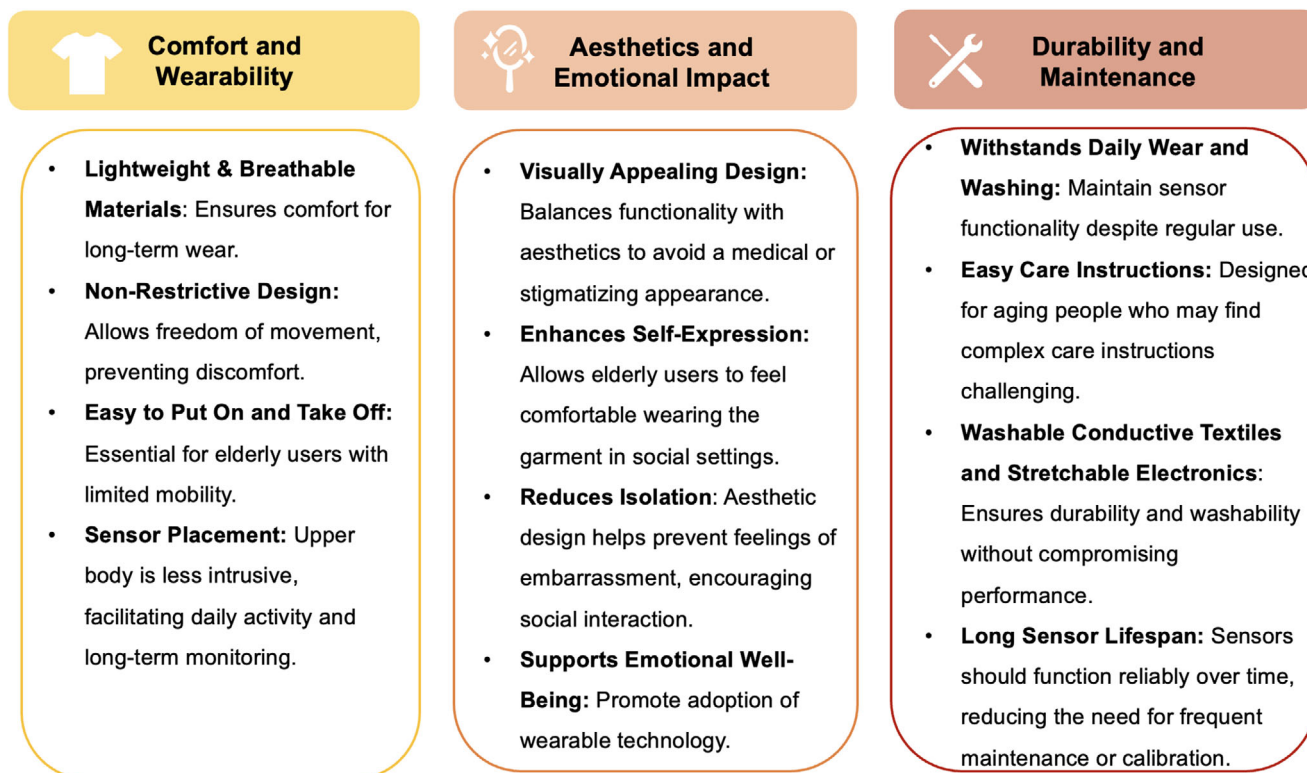 Comfort and
Wearability
• Lightweight & Breathable
Materials: Ensures comfort for
long-term wear.
• Non-Restrictive Design:
Allows freedom of movement,
preventing discomfort.
• Easy to Put On and Take Off:
Essential for elderly users with
limited mobility.
• Sensor Placement: Upper
body is less intrusive,
facilitating daily activity and
long-term monitoring.
Aesthetics and
Emotional Impact
• Visually Appealing Design:
Balances functionality with
aesthetics to avoid a medical or
stigmatizing appearance.
• Enhances Self-Expression:
Allows elderly users to feel
comfortable wearing the
garment in social settings.
• Reduces Isolation: Aesthetic
design helps prevent feelings of
embarrassment, encouraging
social interaction.
• Supports Emotional Well-
Being: Promote adoption of
wearable technology.
Durability and
Maintenance
• Withstands Daily Wear and
Washing: Maintain sensor
functionality despite regular use.
• Easy Care Instructions: Designed
for aging people who may find
complex care instructions
challenging.
• Washable Conductive Textiles
and Stretchable Electronics:
Ensures durability and washability
without compromising
performance.
• Long Sensor Lifespan: Sensors
should function reliably over time,
reducing the need for frequent
maintenance or calibration.